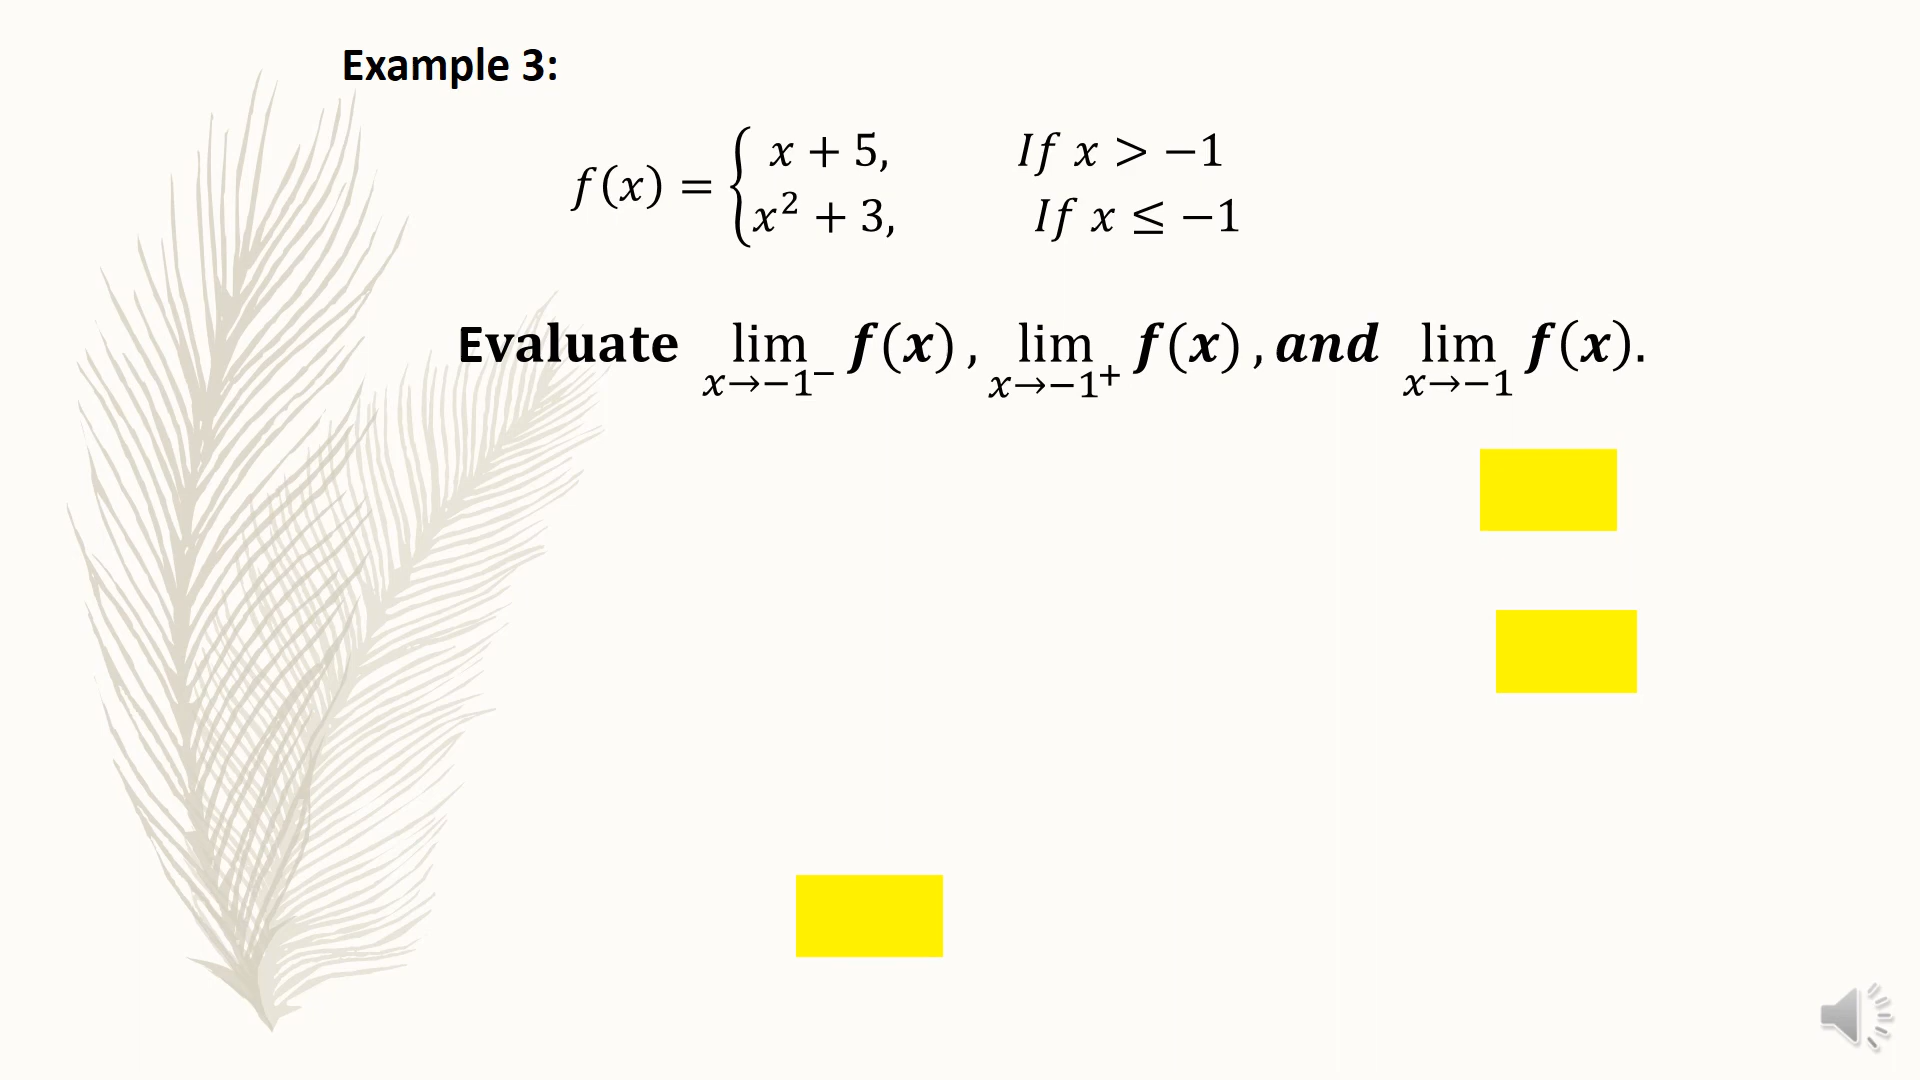 Example 3:
f(x) = { x + 5, If x > −1
x² + 3, If x ≤ −1
Evaluate lim x→−1⁻ f(x) , lim x→−1⁺ f(x) , and lim x→−1 f(x).